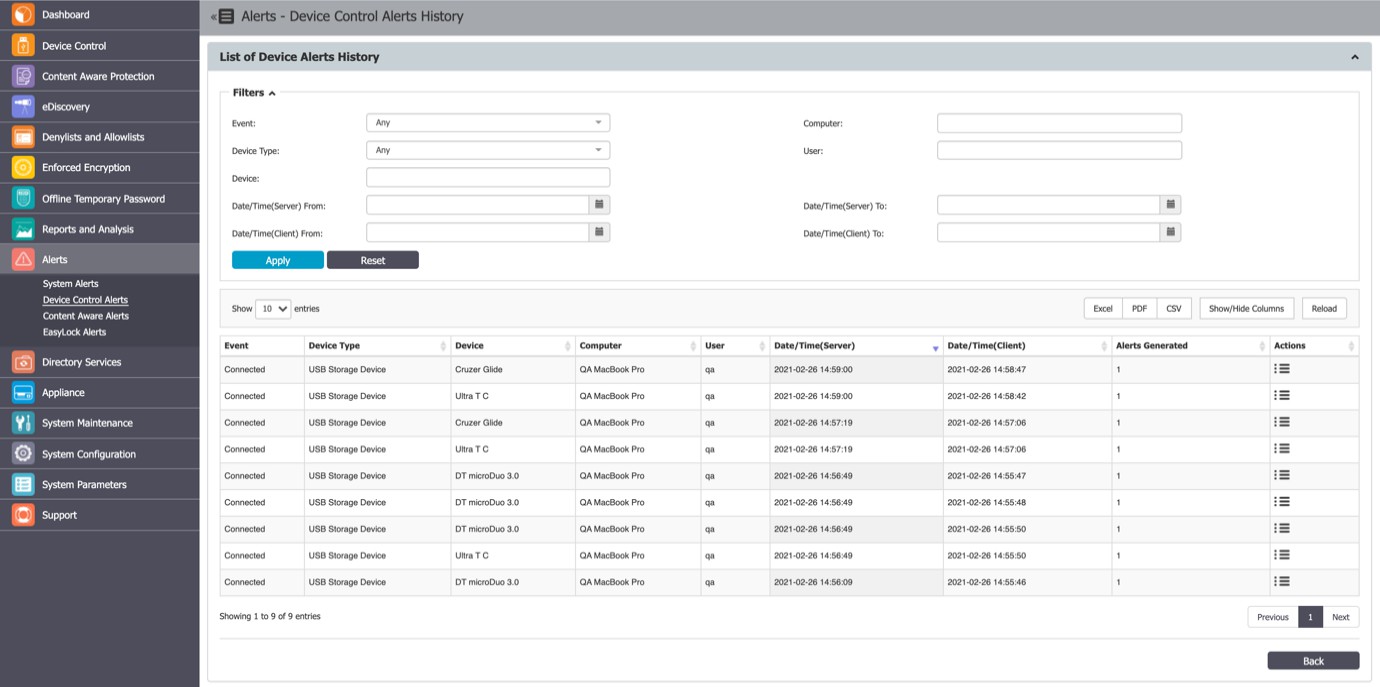 Dashboard
Device Control
Content Aware Protection
eDiscovery
Denylists and Allowlists
Enforced Encryption
Offline Temporary Password
Reports and Analysis
Alerts
System Alerts
Device Control Alerts
Content Aware Alerts
EasyLock Alerts
Directory Services
Appliance
System Maintenance
System Configuration
System Parameters
Support
Alerts - Device Control Alerts History
List of Device Alerts History
Filters
Event: Any Computer:
Device Type: Any User:
Device:
Date/Time(Server) From: Date/Time(Server) To:
Date/Time(Client) From: Date/Time(Client) To:
Apply Reset
Show 10 entries Excel PDF CSV Show/Hide Columns Reload
Event Device Type Device Computer User Date/Time(Server) Date/Time(Client) Alerts Generated Actions
Connected USB Storage Device Cruzer Glide QA MacBook Pro qa 2021-02-26 14:59:00 2021-02-26 14:58:47 1
Connected USB Storage Device Ultra T C QA MacBook Pro qa 2021-02-26 14:59:00 2021-02-26 14:58:42 1
Connected USB Storage Device Cruzer Glide QA MacBook Pro qa 2021-02-26 14:57:19 2021-02-26 14:57:06 1
Connected USB Storage Device Ultra T C QA MacBook Pro qa 2021-02-26 14:57:19 2021-02-26 14:57:06 1
Connected USB Storage Device DT microDuo 3.0 QA MacBook Pro qa 2021-02-26 14:56:49 2021-02-26 14:55:47 1
Connected USB Storage Device DT microDuo 3.0 QA MacBook Pro qa 2021-02-26 14:56:49 2021-02-26 14:55:48 1
Connected USB Storage Device DT microDuo 3.0 QA MacBook Pro qa 2021-02-26 14:56:49 2021-02-26 14:55:50 1
Connected USB Storage Device Ultra T C QA MacBook Pro qa 2021-02-26 14:56:49 2021-02-26 14:55:50 1
Connected USB Storage Device DT microDuo 3.0 QA MacBook Pro qa 2021-02-26 14:56:09 2021-02-26 14:55:46 1
Showing 1 to 9 of 9 entries Previous 1 Next
Back